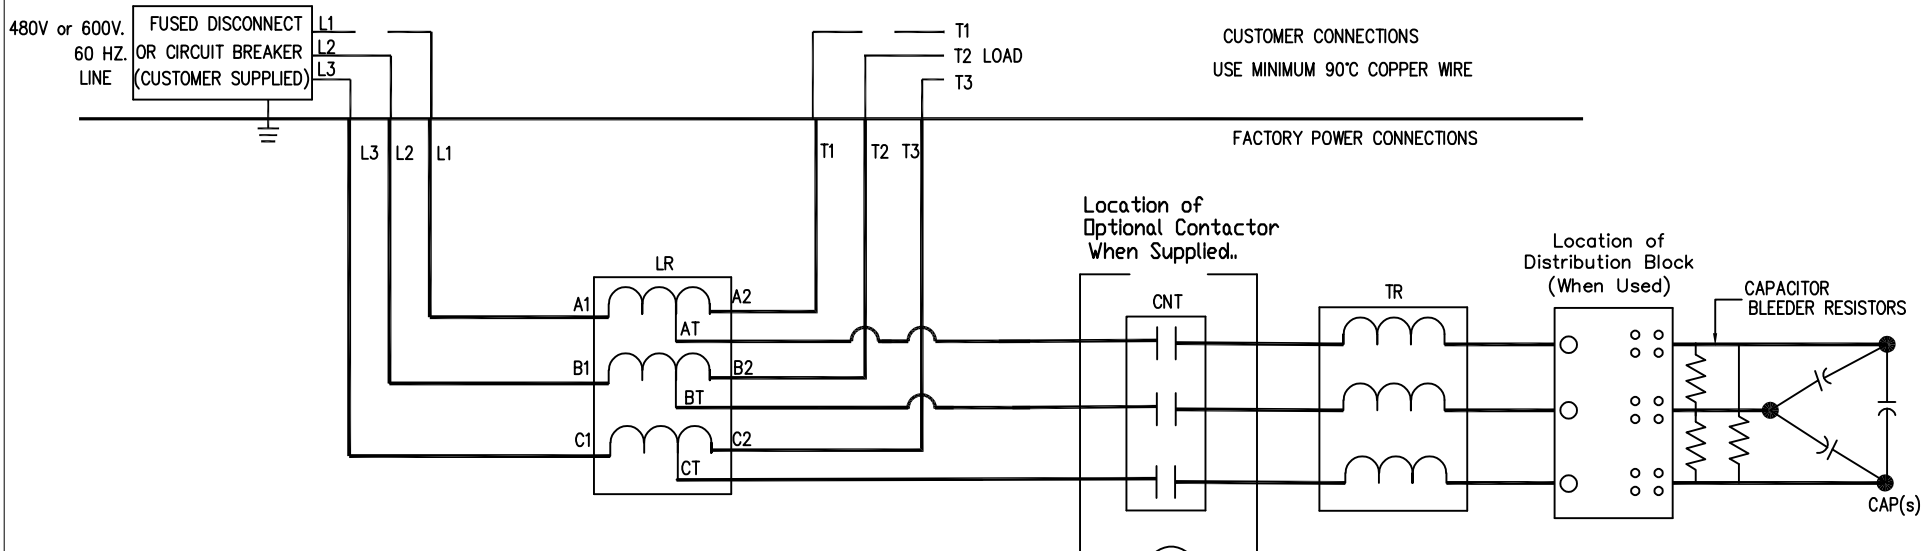 480V or 600V.
60 HZ.
LINE
FUSED DISCONNECT
OR CIRCUIT BREAKER
(CUSTOMER SUPPLIED)
L1
L2
L3
T1
T2 LOAD
T3
CUSTOMER CONNECTIONS
USE MINIMUM 90°C COPPER WIRE
FACTORY POWER CONNECTIONS
L3
L2
L1
T1
T2
T3
LR
A1
A2
AT
B1
B2
BT
C1
C2
CT
Location of
Optional Contactor
When Supplied..
CNT
TR
Location of
Distribution Block
(When Used)
CAPACITOR
BLEEDER RESISTORS
CAP(s)